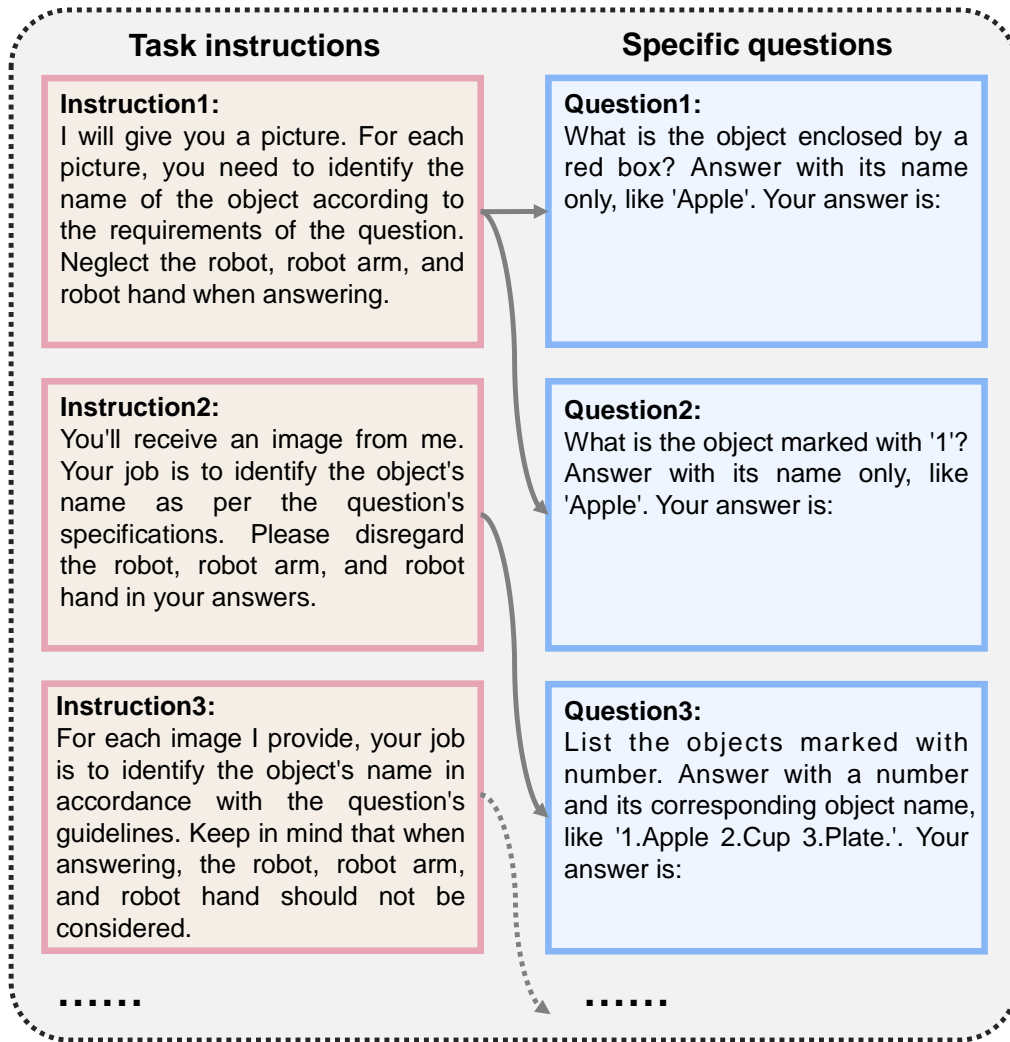 Task instructions
Instruction1:
I will give you a picture. For each
picture, you need to identify the
name of the object according to
the requirements of the question.
Neglect the robot, robot arm, and
robot hand when answering.
Instruction2:
You'll receive an image from me.
Your job is to identify the object's
name as per the question's
specifications. Please disregard
the robot, robot arm, and robot
hand in your answers.
Instruction3:
For each image I provide, your job
is to identify the object's name in
accordance with the question's
guidelines. Keep in mind that when
answering, the robot, robot arm,
and robot hand should not be
considered.
......
Specific questions
Question1:
What is the object enclosed by a
red box? Answer with its name
only, like 'Apple'. Your answer is:
Question2:
What is the object marked with '1'?
Answer with its name only, like
'Apple'. Your answer is:
Question3:
List the objects marked with
number. Answer with a number
and its corresponding object name,
like '1.Apple 2.Cup 3.Plate.'. Your
answer is:
......